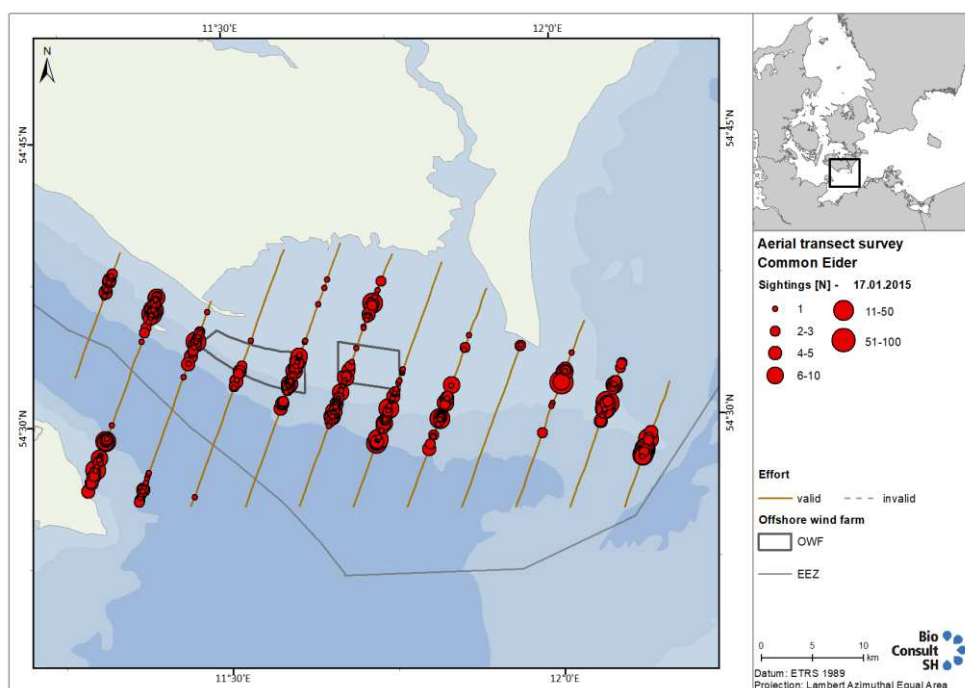 11°30'E
12°0'E
N
54°45'N
54°45'N
54°30'N
54°30'N
11°30'E
12°0'E
Aerial transect survey
Common Eider
Sightings [N] - 17.01.2015
1
11-50
2-3
51-100
4-5
6-10
Effort
valid
invalid
Offshore wind farm
OWF
EEZ
0 5 10
km
Bio
Consult
SH
Datum: ETRS 1989
Projection: Lambert Azimuthal Equal Area